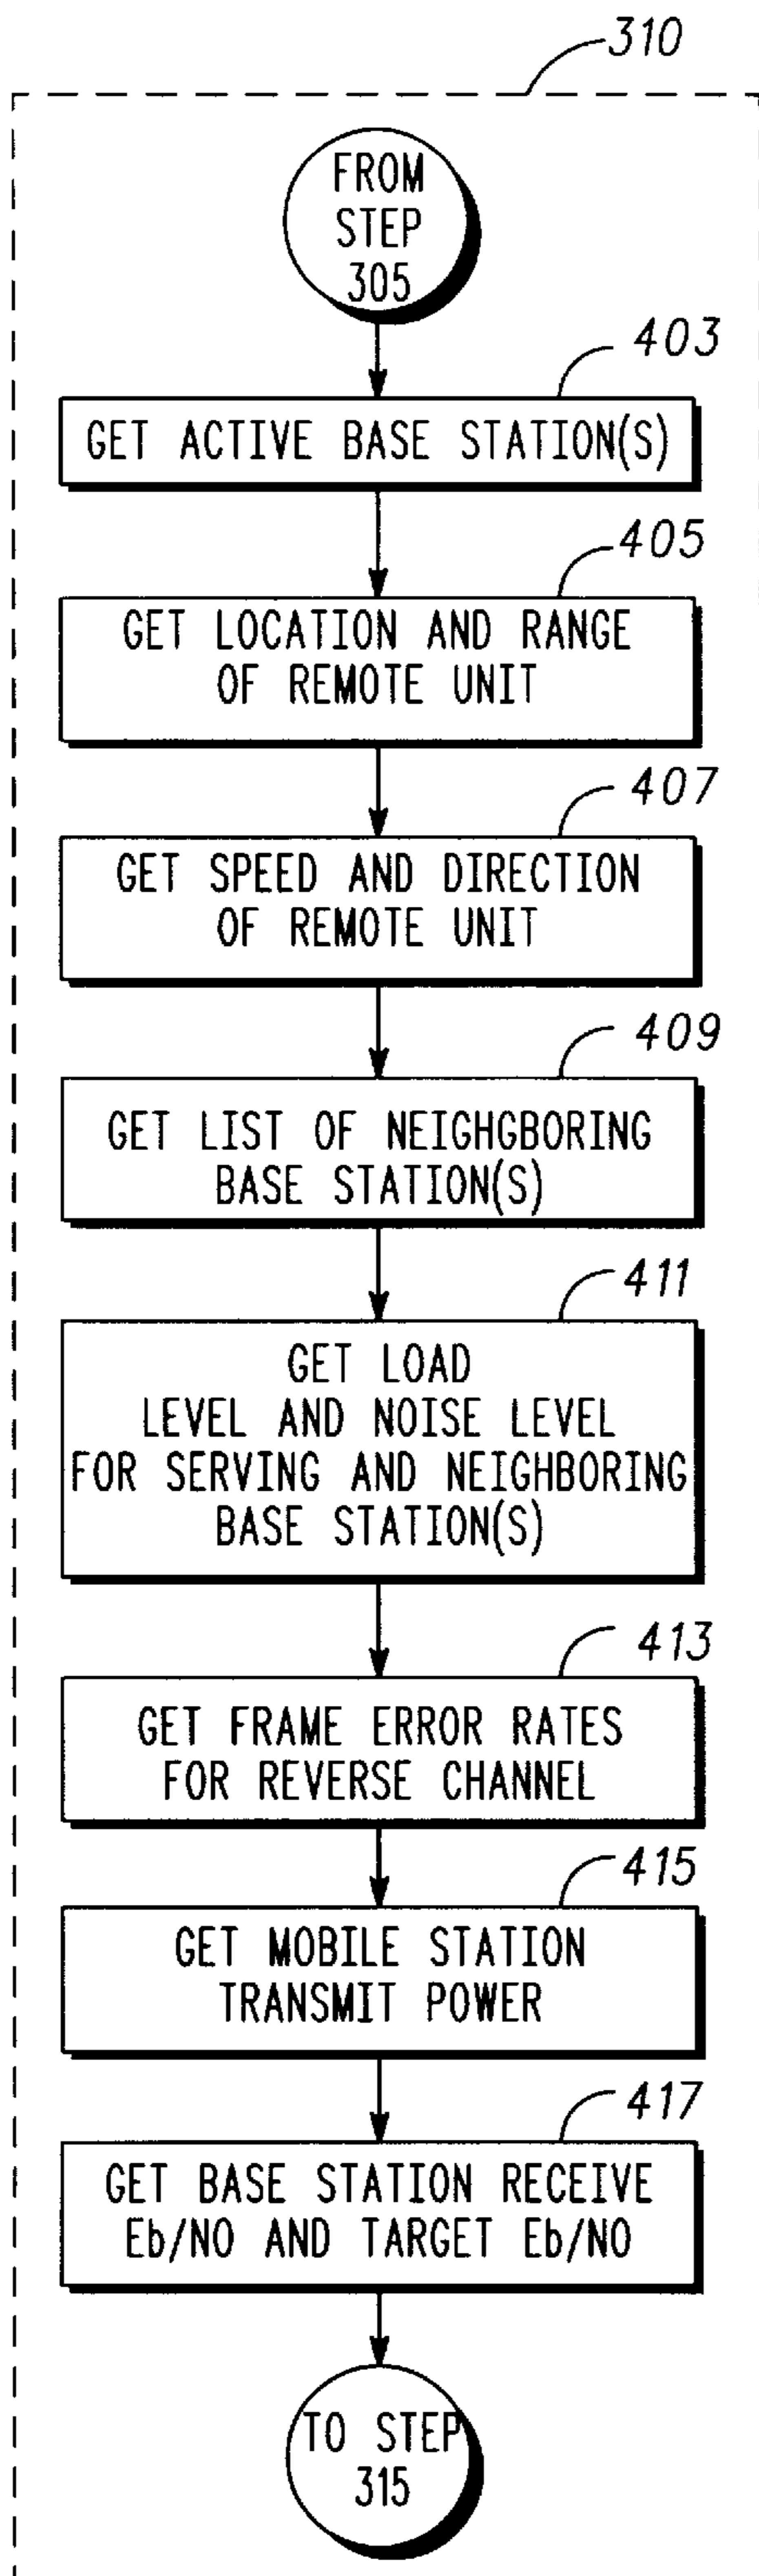 310
FROM
STEP
305
403
GET ACTIVE BASE STATION(S)
405
GET LOCATION AND RANGE
OF REMOTE UNIT
407
GET SPEED AND DIRECTION
OF REMOTE UNIT
409
GET LIST OF NEIGHGBORING
BASE STATION(S)
411
GET LOAD
LEVEL AND NOISE LEVEL
FOR SERVING AND NEIGHBORING
BASE STATION(S)
413
GET FRAME ERROR RATES
FOR REVERSE CHANNEL
415
GET MOBILE STATION
TRANSMIT POWER
417
GET BASE STATION RECEIVE
Eb/NO AND TARGET Eb/NO
TO STEP
315